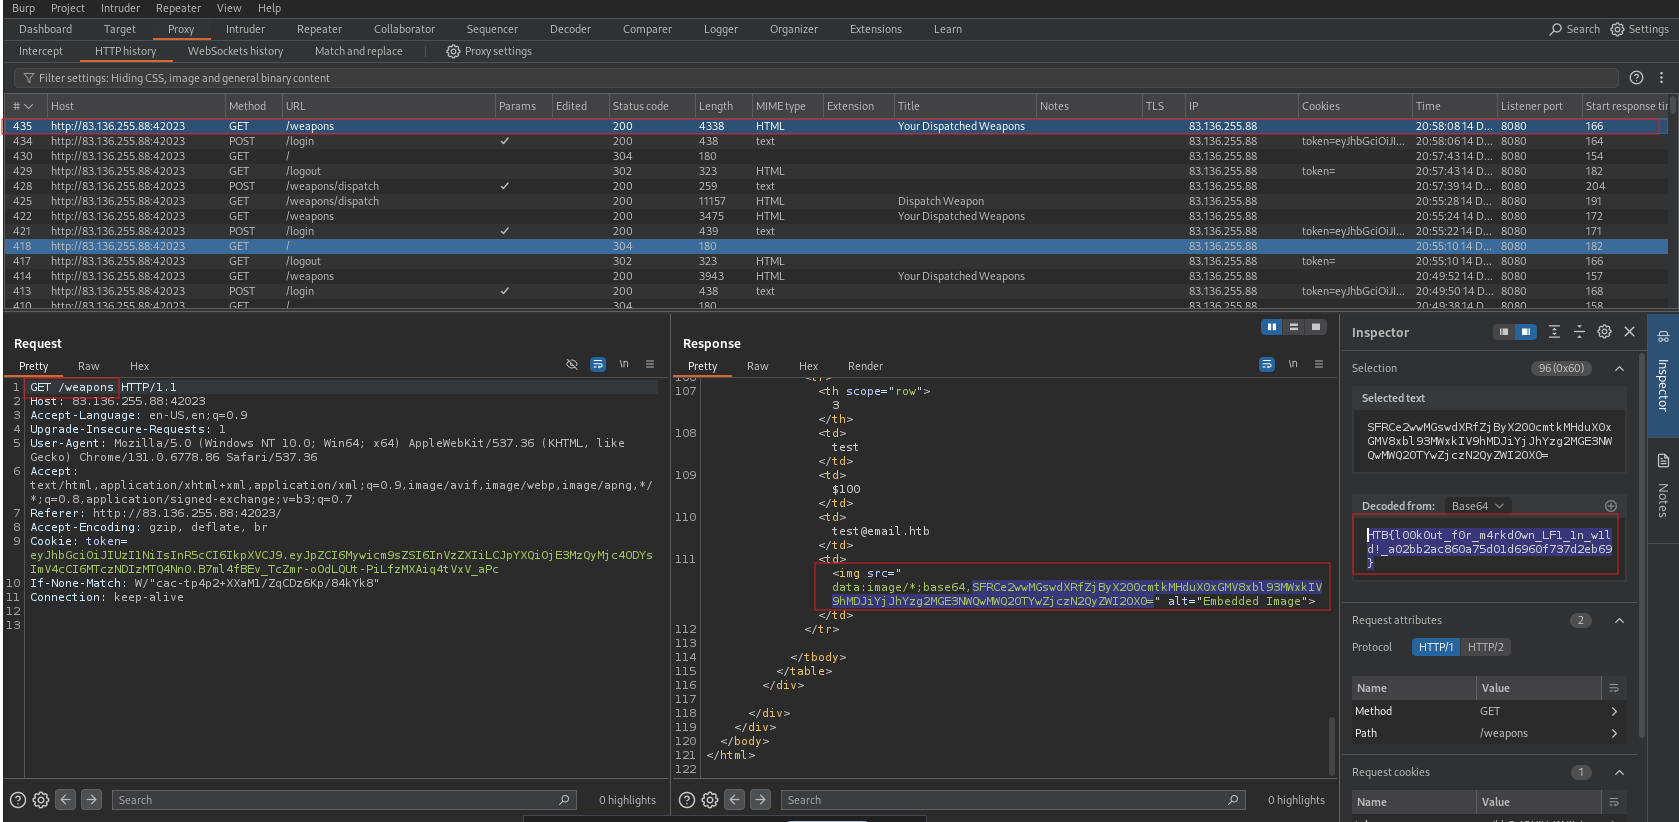 Burp Project Intruder Repeater View Help
Dashboard Target Proxy Intruder Repeater Collaborator Sequencer Decoder Comparer Logger Organizer Extensions Learn Search Settings
Intercept HTTP history WebSockets history Match and replace Proxy settings
Filter settings: Hiding CSS, image and general binary content
# Host Method URL Params Edited Status code Length MIME type Extension Title Notes TLS IP Cookies Time Listener port Start response tir
435 http://83.136.255.88:42023 GET /weapons 200 4338 HTML Your Dispatched Weapons 83.136.255.88 20:58:08 14 D... 8080 166
434 http://83.136.255.88:42023 POST /login ✓ 200 438 text 83.136.255.88 token=eyJhbGciOiJI... 20:58:06 14 D... 8080 164
430 http://83.136.255.88:42023 GET / 304 180 83.136.255.88 20:57:43 14 D... 8080 154
429 http://83.136.255.88:42023 GET /logout 302 323 HTML 83.136.255.88 token= 20:57:43 14 D... 8080 182
428 http://83.136.255.88:42023 POST /weapons/dispatch ✓ 200 259 text 83.136.255.88 20:57:39 14 D... 8080 204
425 http://83.136.255.88:42023 GET /weapons/dispatch 200 11157 HTML Dispatch Weapon 83.136.255.88 20:55:28 14 D... 8080 191
422 http://83.136.255.88:42023 GET /weapons 200 3475 HTML Your Dispatched Weapons 83.136.255.88 20:55:24 14 D... 8080 172
421 http://83.136.255.88:42023 POST /login ✓ 200 439 text 83.136.255.88 token=eyJhbGciOiJI... 20:55:22 14 D... 8080 171
418 http://83.136.255.88:42023 GET / 304 180 83.136.255.88 20:55:10 14 D... 8080 182
417 http://83.136.255.88:42023 GET /logout 302 323 HTML 83.136.255.88 token= 20:55:10 14 D... 8080 166
414 http://83.136.255.88:42023 GET /weapons 200 3943 HTML Your Dispatched Weapons 83.136.255.88 20:49:52 14 D... 8080 157
413 http://83.136.255.88:42023 POST /login ✓ 200 438 text 83.136.255.88 token=eyJhbGciOiJI... 20:49:50 14 D... 8080 168
410 http://83.136.255.88:42023 GET / 304 180 83.136.255.88 20:49:38 14 D... 8080 158
Request
Pretty Raw Hex \n
1 GET /weapons HTTP/1.1
2 Host: 83.136.255.88:42023
3 Accept-Language: en-US,en;q=0.9
4 Upgrade-Insecure-Requests: 1
5 User-Agent: Mozilla/5.0 (Windows NT 10.0; Win64; x64) AppleWebKit/537.36 (KHTML, like
Gecko) Chrome/131.0.6778.86 Safari/537.36
6 Accept:
text/html,application/xhtml+xml,application/xml;q=0.9,image/avif,image/webp,image/apng,*/
*;q=0.8,application/signed-exchange;v=b3;q=0.7
7 Referer: http://83.136.255.88:42023/
8 Accept-Encoding: gzip, deflate, br
9 Cookie: token=
eyJhbGciOiJIUzI1NiIsInR5cCI6IkpXVCJ9.eyJpZCI6Mywicm9sZSI6InVzZXIiLCJpYXQiOjE3MzQyMjc4ODYs
ImV4cCI6MTczNDIzMTQ4Nn0.B7ml4fBEv_TcZmr-oOdLQUt-PiLfzMXAiq4tVxV_aPc
10 If-None-Match: W/"cac-tp4p2+XXaM1/ZqCDz6Kp/84kYk8"
11 Connection: keep-alive
12
13
Search 0 highlights
Response
Pretty Raw Hex Render \n
106 <tr>
107 <th scope="row">
3
</th>
108 <td>
test
</td>
109 <td>
$100
</td>
110 <td>
test@email.htb
</td>
111 <td>
<img src="
data:image/*;base64,SFRCe2wwMGswdXRfZjByX200cmtkMHduX0xGMV8xbl93MWxkIV
9hMDJiYjJhYzg2MGE3NWQwMWQ2OTYwZjczN2QyZWI2OX0=" alt="Embedded Image">
</td>
112 </tr>
113
114 </tbody>
115 </table>
116 </div>
117
118 </div>
119 </div>
120 </body>
121 </html>
122
Search 0 highlights
Inspector
Selection 96 (0x60)
Selected text
SFRCe2wwMGswdXRfZjByX200cmtkMHduX0x
GMV8xbl93MWxkIV9hMDJiYjJhYzg2MGE3NW
QwMWQ2OTYwZjczN2QyZWI2OX0=
Decoded from: Base64
HTB{l00k0ut_f0r_m4rkd0wn_LF1_1n_w1l
d!_a02bb2ac860a75d01d6960f737d2eb69
}
Request attributes 2
Protocol HTTP/1 HTTP/2
Name Value
Method GET
Path /weapons
Request cookies 1
Name Value
Inspector
Notes